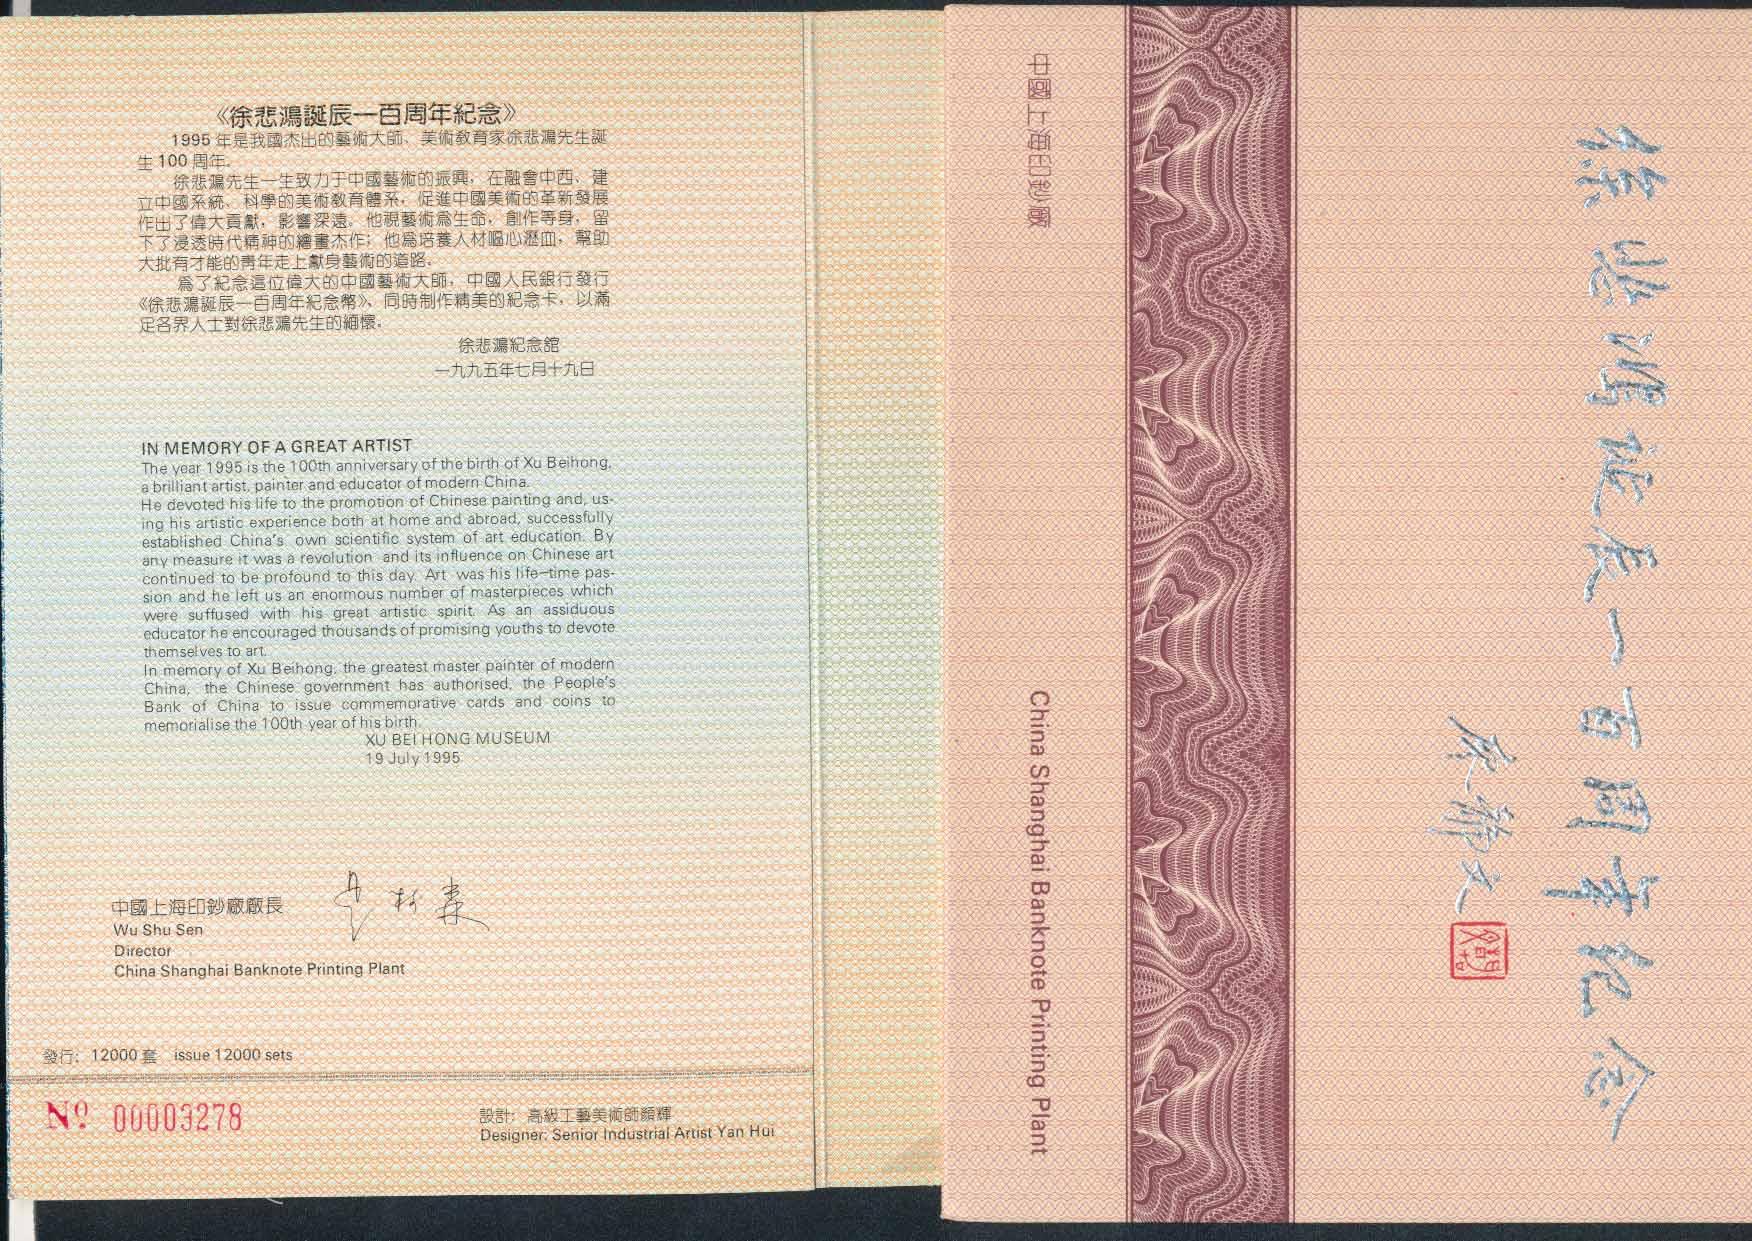 《徐悲鴻誕辰一百周年紀念》
1995 年是我國杰出的藝術大師、美術教育家徐悲鴻先生誕
生 100 周年。
徐悲鴻先生一生致力于中國藝術的振興，在融會中西、建
立中國系統、科學的美術教育體系，促進中國美術的革新發展
作出了偉大貢獻，影響深遠。他視藝術爲生命，創作等身，留
下了浸透時代精神的繪畫杰作；他爲培養人材嘔心瀝血，幫助
大批有才能的青年走上獻身藝術的道路。
爲了紀念這位偉大的中國藝術大師，中國人民銀行發行
《徐悲鴻誕辰一百周年紀念幣》，同時制作精美的紀念卡，以滿
足各界人士對徐悲鴻先生的緬懷。
徐悲鴻紀念館
一九九五年七月十九日
IN MEMORY OF A GREAT ARTIST
The year 1995 is the 100th anniversary of the birth of Xu Beihong,
a brilliant artist, painter and educator of modern China.
He devoted his life to the promotion of Chinese painting and, us-
ing his artistic experience both at home and abroad, successfully
established China's own scientific system of art education. By
any measure it was a revolution and its influence on Chinese art
continued to be profound to this day. Art was his life-time pas-
sion and he left us an enormous number of masterpieces which
were suffused with his great artistic spirit. As an assiduous
educator he encouraged thousands of promising youths to devote
themselves to art.
In memory of Xu Beihong, the greatest master painter of modern
China, the Chinese government has authorised, the People's
Bank of China to issue commemorative cards and coins to
memorialise the 100th year of his birth.
XU BEI HONG MUSEUM
19 July 1995
中國上海印鈔廠廠長
Wu Shu Sen
Director
China Shanghai Banknote Printing Plant
發行：12000 套 issue 12000 sets
Nº 00003278
設計：高級工藝美術師顏輝
Designer: Senior Industrial Artist Yan Hui
中國上海印鈔廠
China Shanghai Banknote Printing Plant
徐悲鴻誕辰一百周年紀念
廖靜文